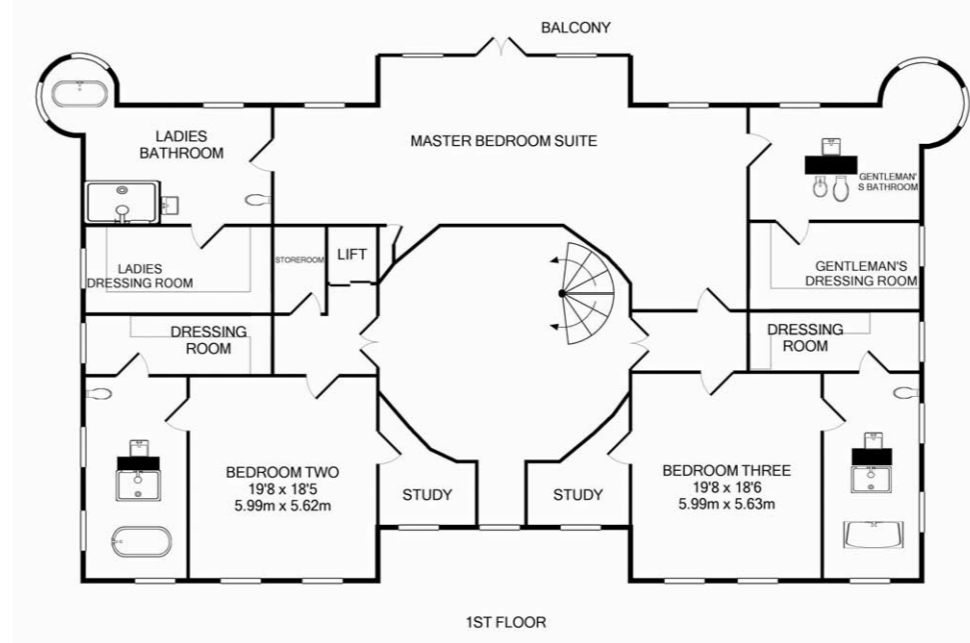 BALCONY
LADIES
BATHROOM
MASTER BEDROOM SUITE
GENTLEMAN'
S BATHROOM
LADIES
DRESSING ROOM
STOREROOM
LIFT
GENTLEMAN'S
DRESSING ROOM
DRESSING
ROOM
DRESSING
ROOM
BEDROOM TWO
19'8 x 18'5
5.99m x 5.62m
STUDY
STUDY
BEDROOM THREE
19'8 x 18'6
5.99m x 5.63m
1ST FLOOR